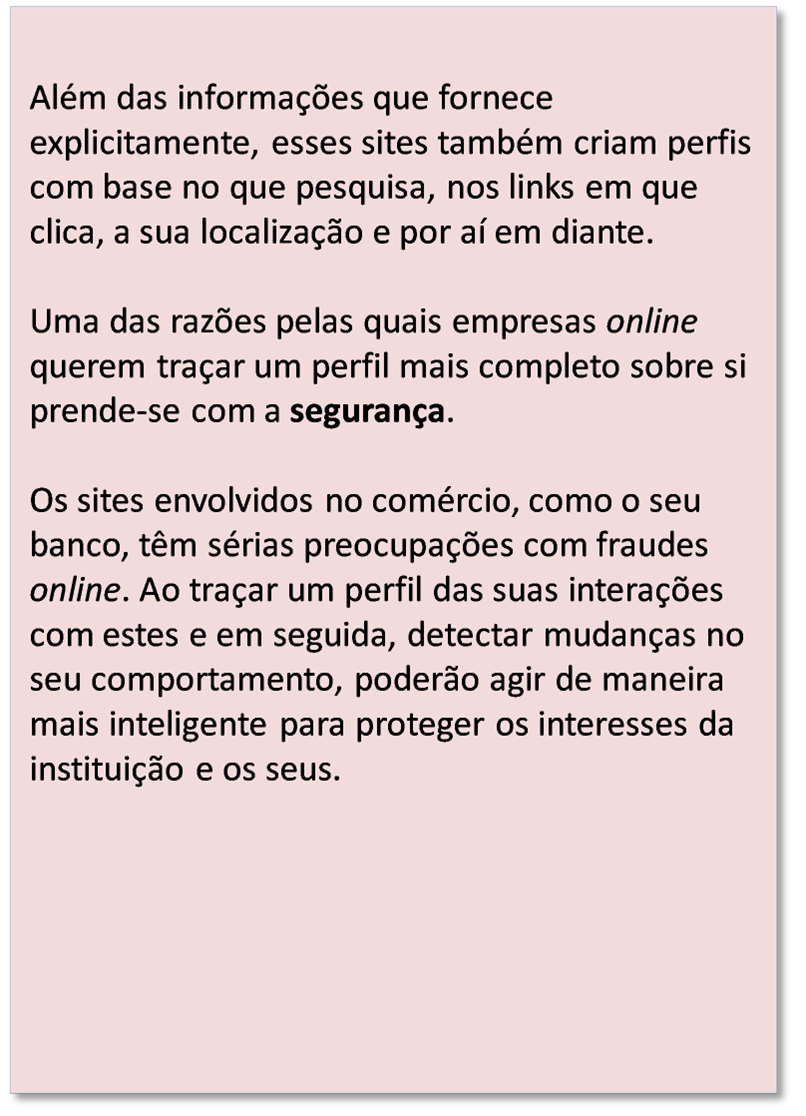 Além das informações que fornece
explicitamente, esses sites também criam perfis
com base no que pesquisa, nos links em que
clica, a sua localização e por aí em diante.
Uma das razões pelas quais empresas online
querem traçar um perfil mais completo sobre si
prende-se com a segurança.
Os sites envolvidos no comércio, como o seu
banco, têm sérias preocupações com fraudes
online. Ao traçar um perfil das suas interações
com estes e em seguida, detectar mudanças no
seu comportamento, poderão agir de maneira
mais inteligente para proteger os interesses da
instituição e os seus.